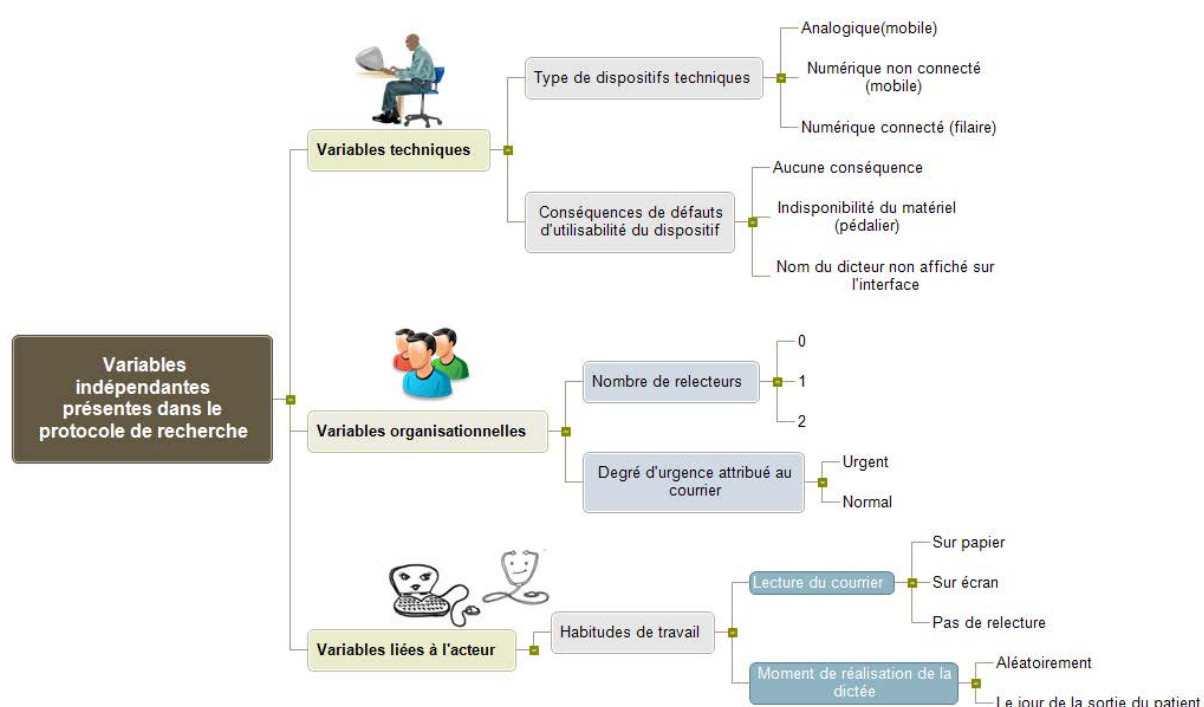 Variables
indépendantes
présentes dans le
protocole de recherche
Variables techniques
Type de dispositifs techniques
Analogique(mobile)
Numérique non connecté
(mobile)
Numérique connecté (filaire)
Conséquences de défauts
d'utilisabilité du dispositif
Aucune conséquence
Indisponibilité du matériel
(pédalier)
Nom du dicteur non affiché sur
l'interface
Variables organisationnelles
Nombre de relecteurs
0
1
2
Degré d'urgence attribué au
courrier
Urgent
Normal
Variables liées à l'acteur
Habitudes de travail
Lecture du courrier
Sur papier
Sur écran
Pas de relecture
Moment de réalisation de la
dictée
Aléatoirement
Le jour de la sortie du patient